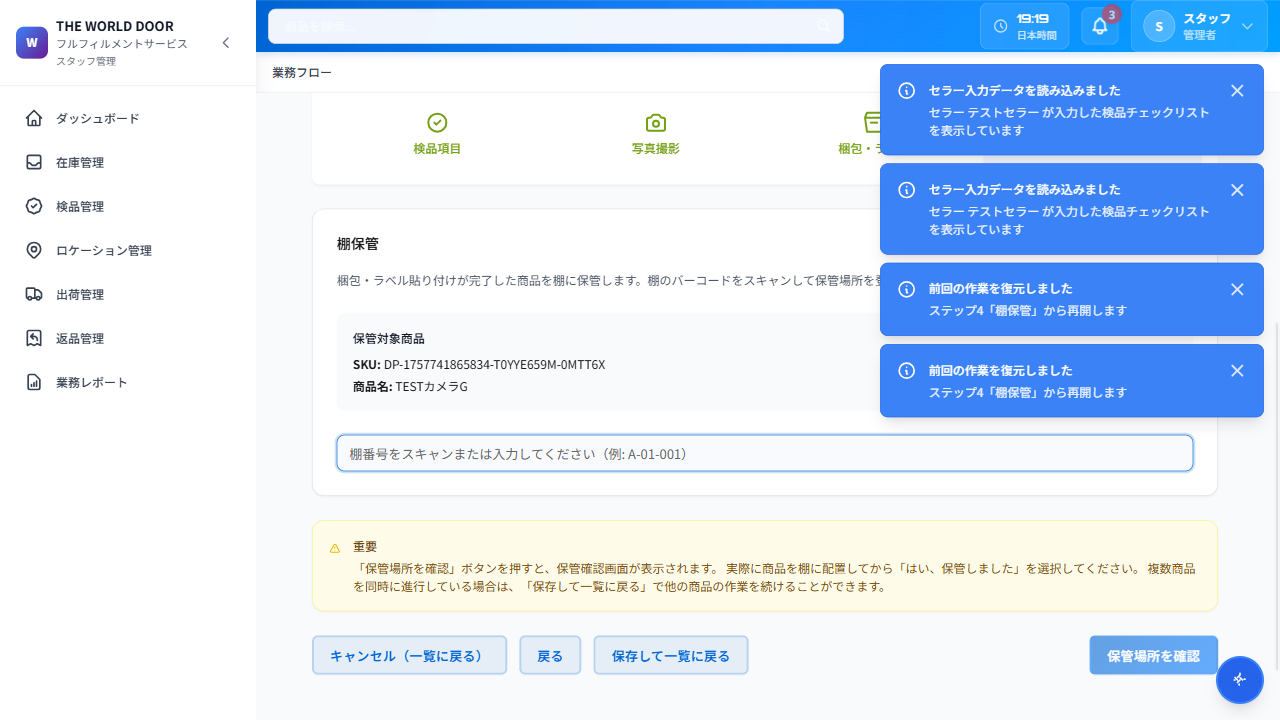 W
THE WORLD DOOR
フルフィルメントサービス
スタッフ管理
ダッシュボード
在庫管理
検品管理
ロケーション管理
出荷管理
返品管理
業務レポート
19:19
日本時間
3
S
スタッフ
管理者
業務フロー
検品項目
写真撮影
梱包・ラ
セラー入力データを読み込みました
セラー テストセラー が入力した検品チェックリスト
を表示しています
セラー入力データを読み込みました
セラー テストセラー が入力した検品チェックリスト
を表示しています
前回の作業を復元しました
ステップ4「棚保管」から再開します
前回の作業を復元しました
ステップ4「棚保管」から再開します
棚保管
梱包・ラベル貼り付けが完了した商品を棚に保管します。棚のバーコードをスキャンして保管場所を
保管対象商品
SKU: DP-1757741865834-T0YYE659M-0MTT6X
商品名: TESTカメラG
棚番号をスキャンまたは入力してください（例: A-01-001）
重要
「保管場所を確認」ボタンを押すと、保管確認画面が表示されます。 実際に商品を棚に配置してから「はい、保管しました」を選択してください。 複数商品
を同時に進行している場合は、「保存して一覧に戻る」で他の商品の作業を続けることができます。
キャンセル（一覧に戻る）
戻る
保存して一覧に戻る
保管場所を確認